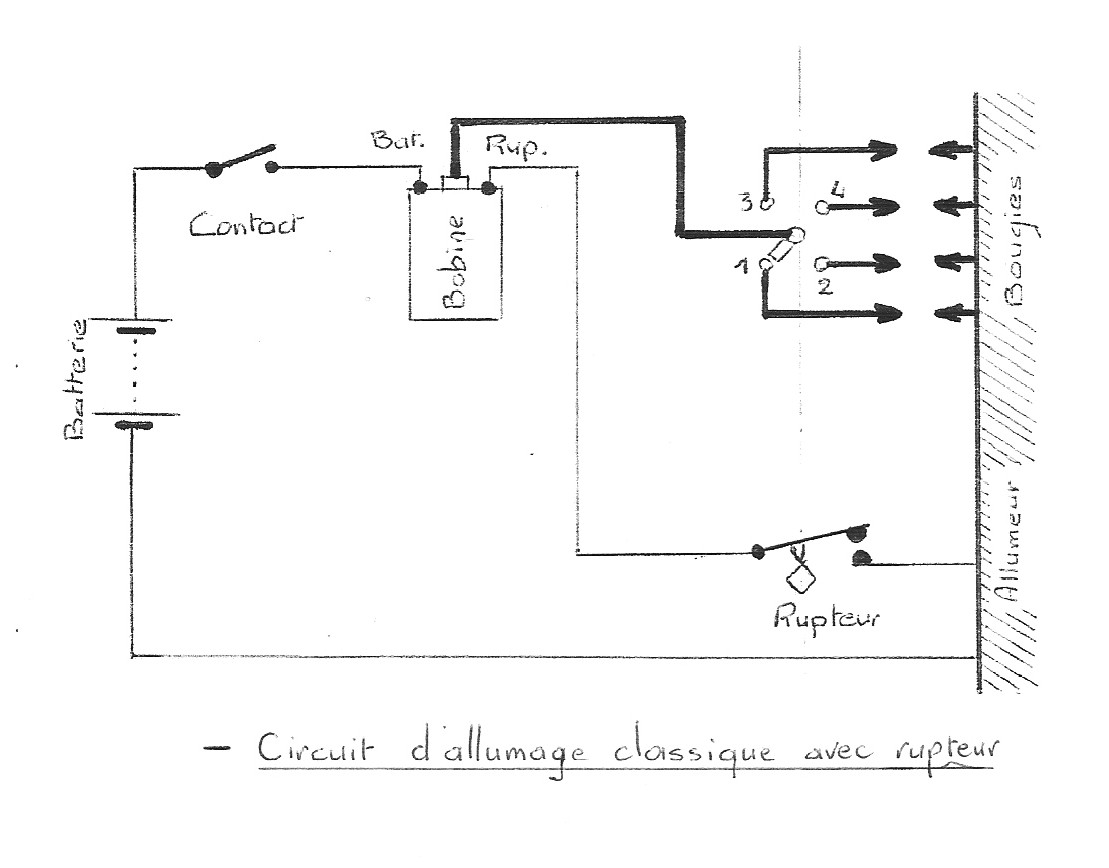 Bat.
Rup.
Contact
Bobine
Batterie
3
4
1
2
Bougies
Allumeur
Rupteur
- Circuit d'allumage classique avec rupteur